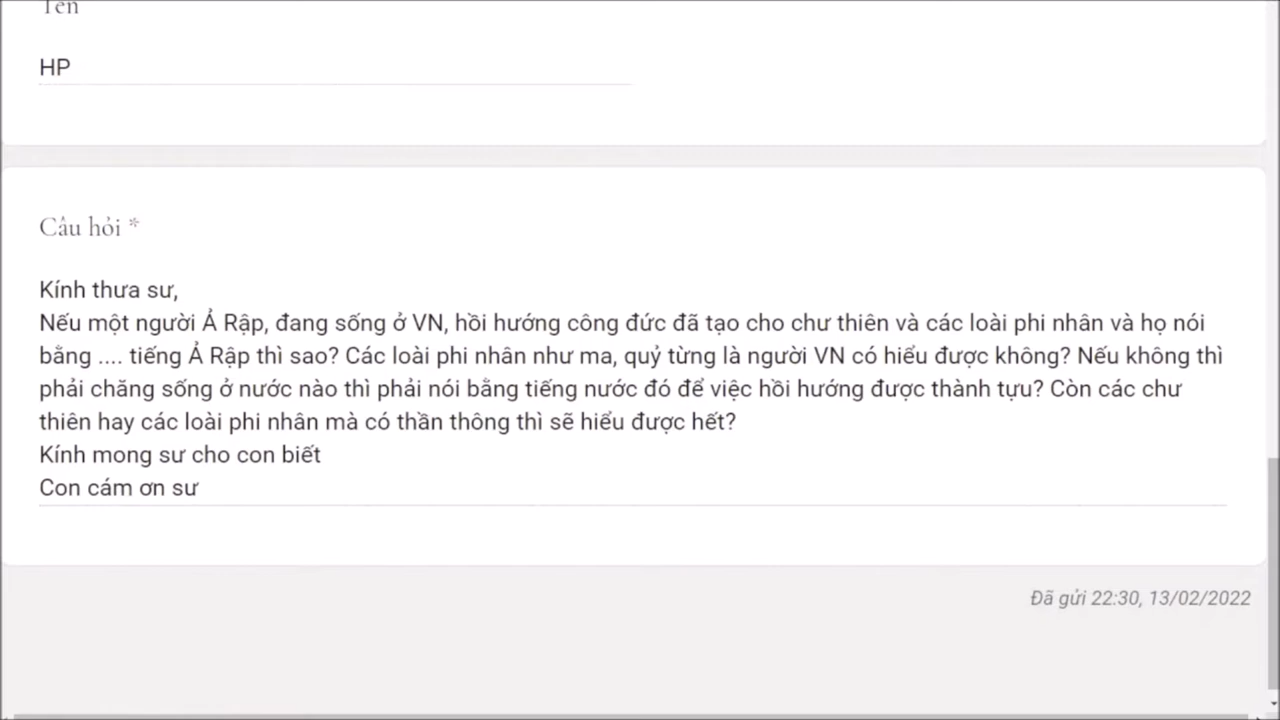 Tên
HP
Câu hỏi *
Kính thưa sư,
Nếu một người Ả Rập, đang sống ở VN, hồi hướng công đức đã tạo cho chư thiên và các loài phi nhân và họ nói
bằng .... tiếng Ả Rập thì sao? Các loài phi nhân như ma, quỷ từng là người VN có hiểu được không? Nếu không thì
phải chăng sống ở nước nào thì phải nói bằng tiếng nước đó để việc hồi hướng được thành tựu? Còn các chư
thiên hay các loài phi nhân mà có thần thông thì sẽ hiểu được hết?
Kính mong sư cho con biết
Con cám ơn sư
Đã gửi 22:30, 13/02/2022